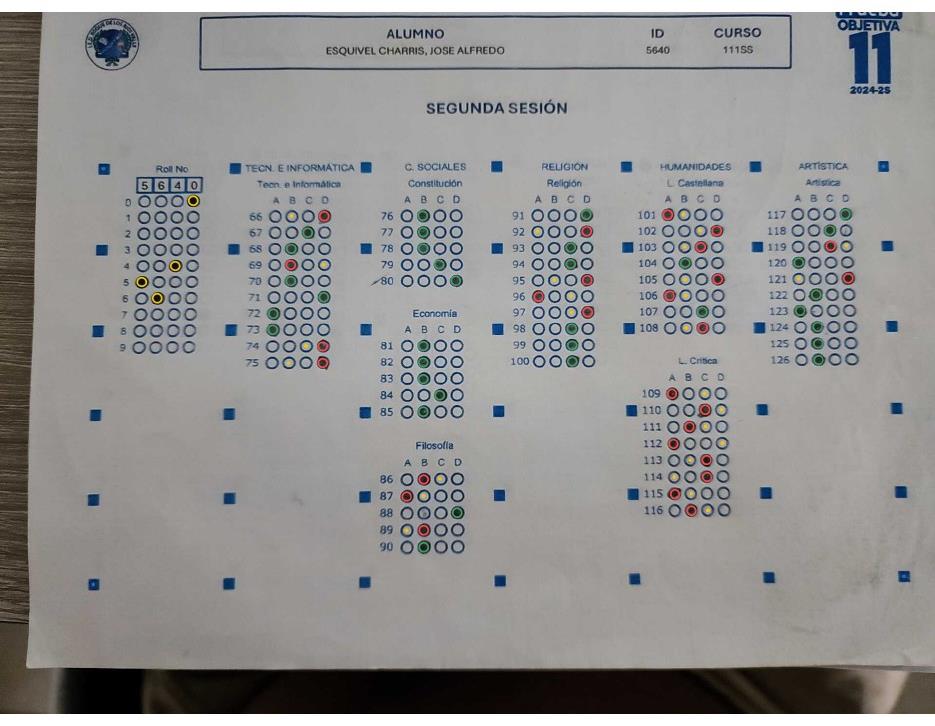 Prueba
OBJETIVA
11
2024-25
ALUMNO ID CURSO
ESQUIVEL CHARRIS, JOSE ALFREDO 5640 111SS
SEGUNDA SESIÓN
Roll No
5 6 4 0
0
1
2
3
4
5
6
7
8
9
TECN. E INFORMÁTICA
Tecn. e Informática
A B C D
66
67
68
69
70
71
72
73
74
75
C. SOCIALES
Constitución
A B C D
76
77
78
79
80
Economía
A B C D
81
82
83
84
85
Filosofía
A B C D
86
87
88
89
90
RELIGIÓN
Religión
A B C D
91
92
93
94
95
96
97
98
99
100
HUMANIDADES
L. Castellana
A B C D
101
102
103
104
105
106
107
108
L. Crítica
A B C D
109
110
111
112
113
114
115
116
ARTÍSTICA
Artística
A B C D
117
118
119
120
121
122
123
124
125
126